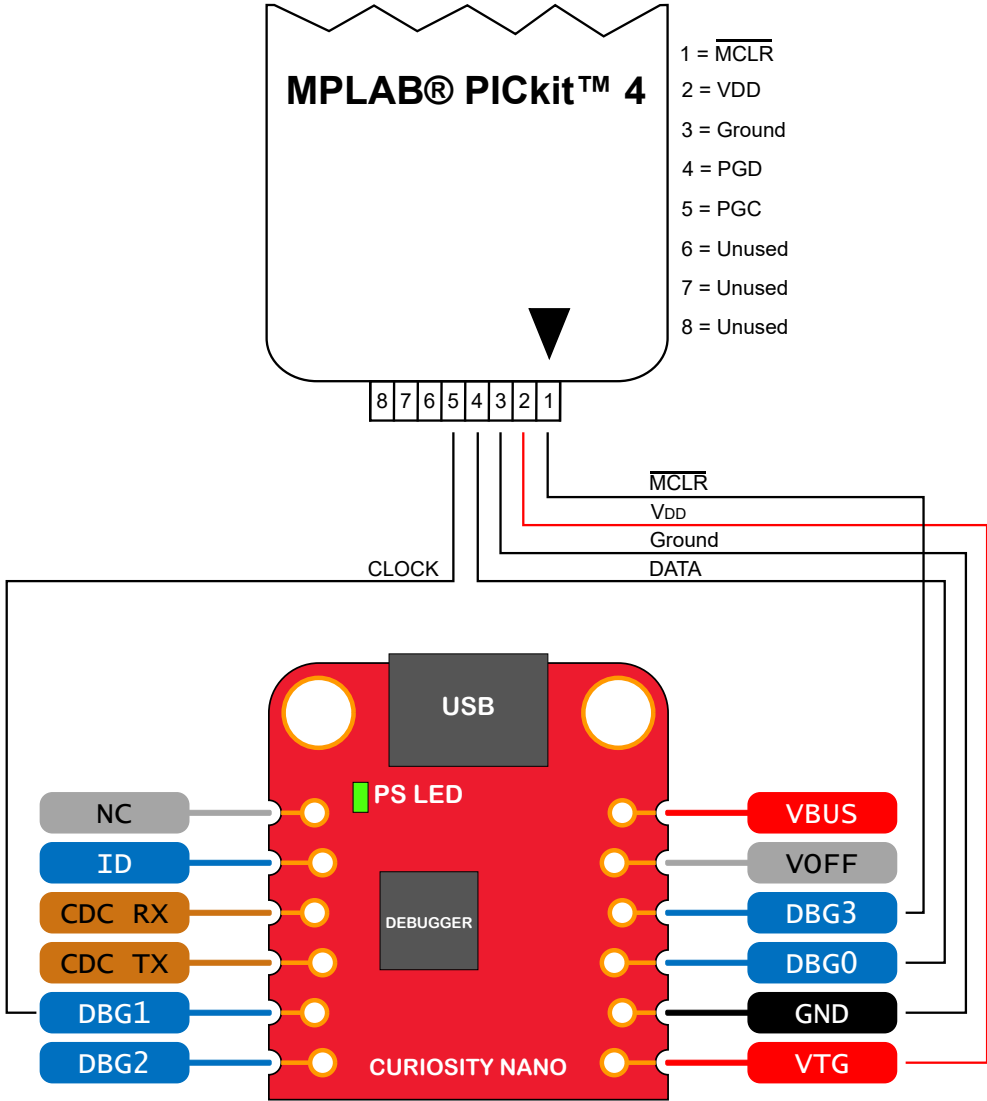 MPLAB® PICkit™ 4
1 = MCLR
2 = VDD
3 = Ground
4 = PGD
5 = PGC
6 = Unused
7 = Unused
8 = Unused
8 7 6 5 4 3 2 1
MCLR
VDD
Ground
CLOCK
DATA
USB
PS LED
DEBUGGER
CURIOSITY NANO
NC
ID
CDC RX
CDC TX
DBG1
DBG2
VBUS
VOFF
DBG3
DBG0
GND
VTG